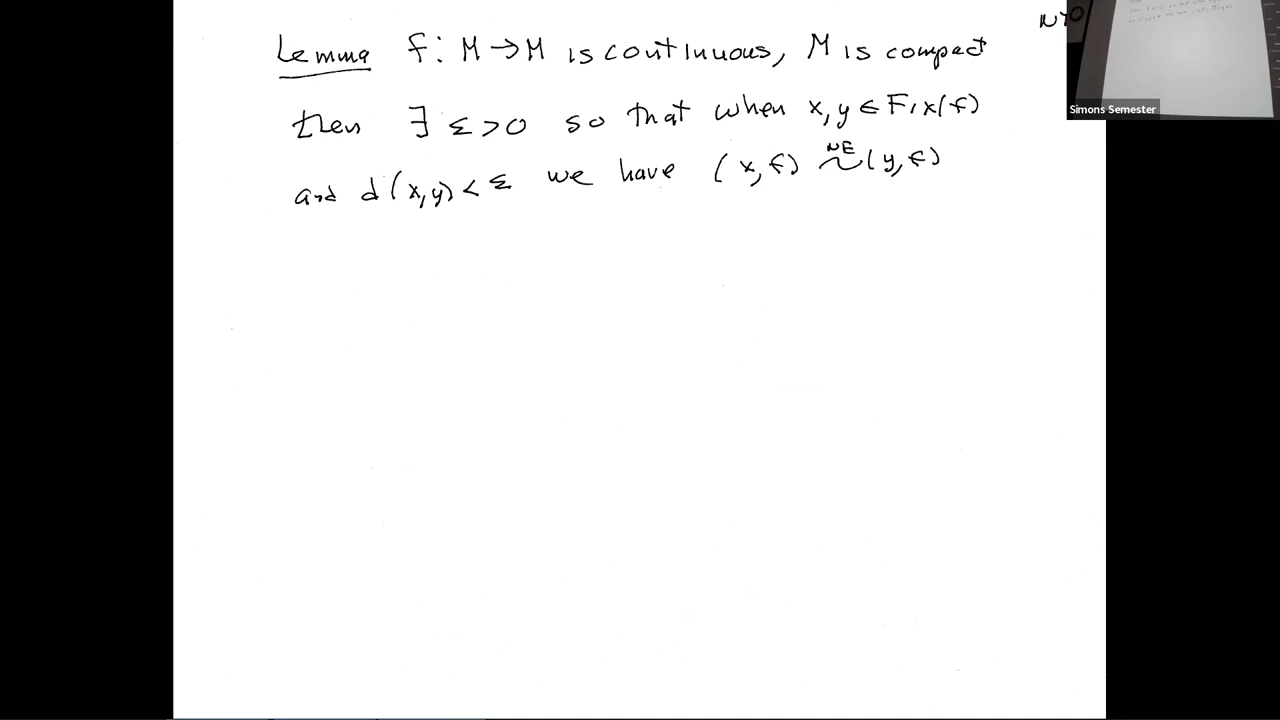 Lemma f: M → M is continuous, M is compact
then ∃ ε > 0 so that when x, y ∈ Fix(f)
and d(x, y) < ε we have (x, f) ~^{NE} (y, f)
Simons Semester